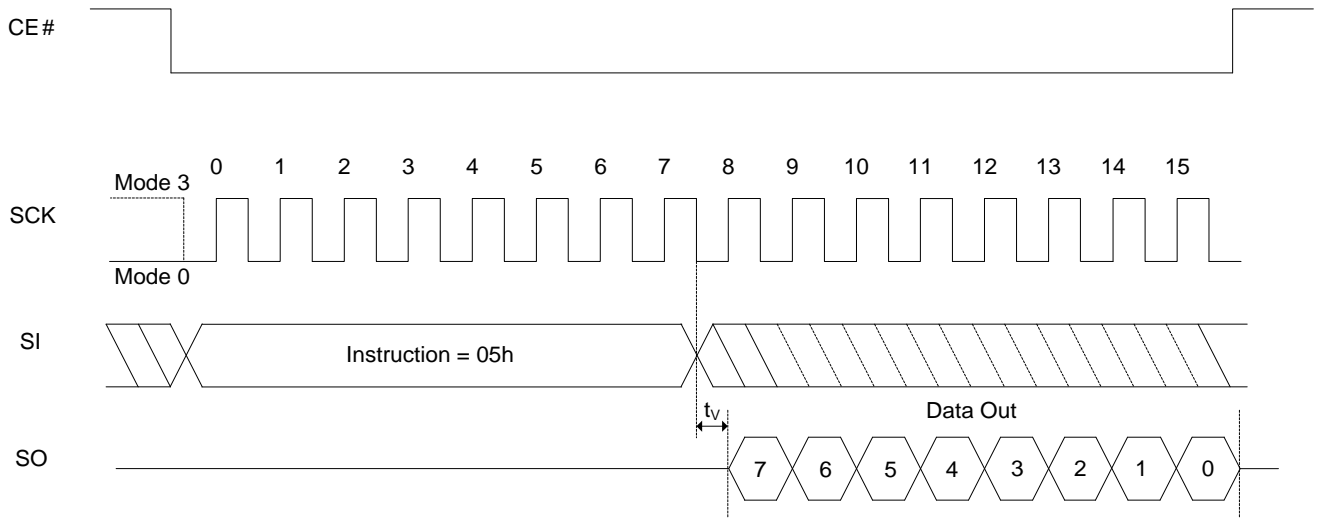 CE#
0 1 2 3 4 5 6 7 8 9 10 11 12 13 14 15
Mode 3
SCK
Mode 0
SI
Instruction = 05h
tV
Data Out
SO
7 6 5 4 3 2 1 0